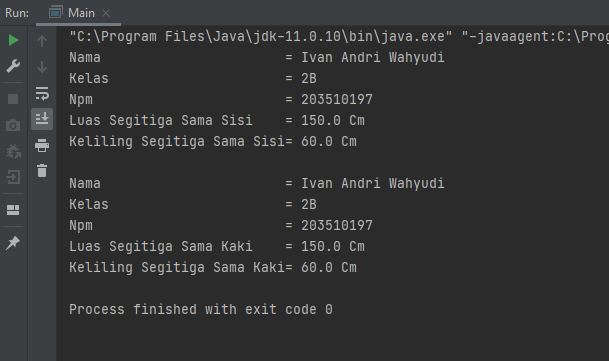 Run: Main
"C:\Program Files\Java\jdk-11.0.10\bin\java.exe" "-javaagent:C:\Prog
Nama = Ivan Andri Wahyudi
Kelas = 2B
Npm = 203510197
Luas Segitiga Sama Sisi = 150.0 Cm
Keliling Segitiga Sama Sisi= 60.0 Cm
Nama = Ivan Andri Wahyudi
Kelas = 2B
Npm = 203510197
Luas Segitiga Sama Kaki = 150.0 Cm
Keliling Segitiga Sama Kaki= 60.0 Cm
Process finished with exit code 0